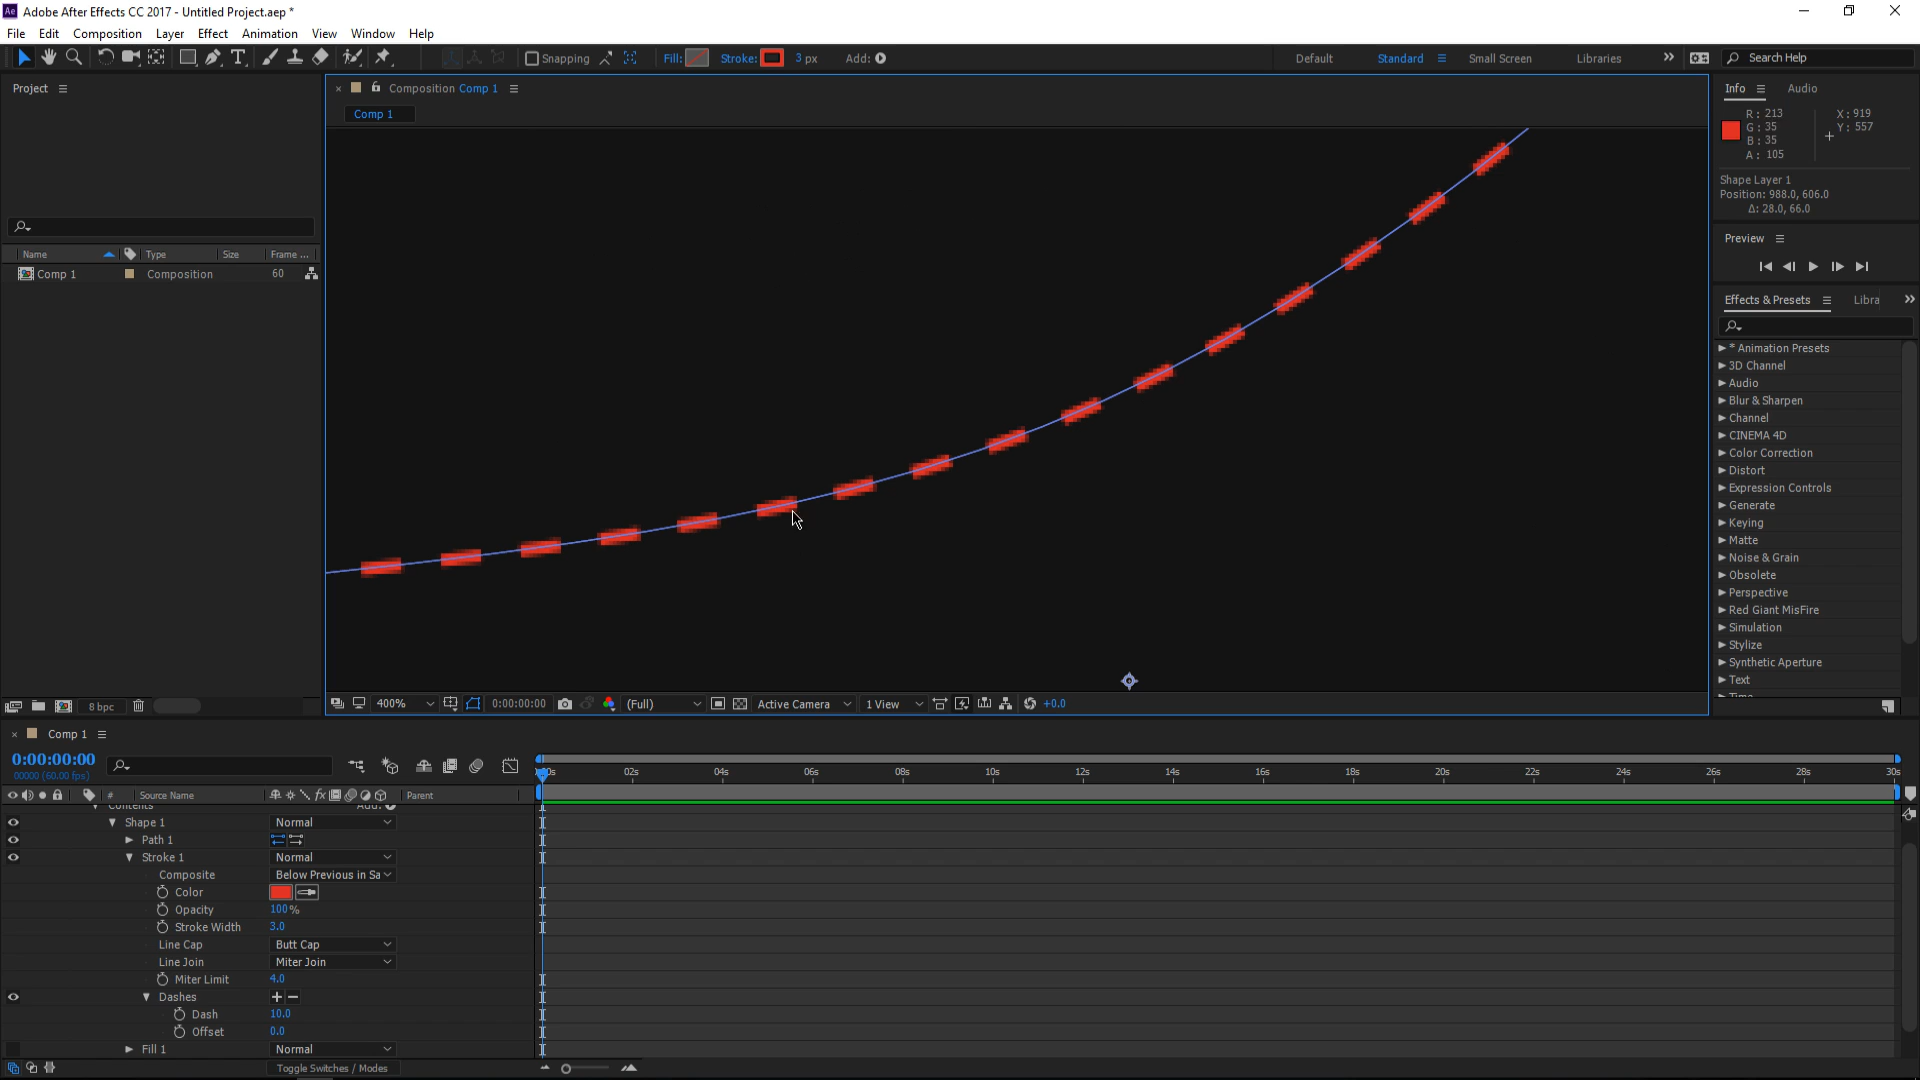 Adobe After Effects CC 2017 - Untitled Project.aep *
File Edit Composition Layer Effect Animation View Window Help
Snapping Fill: Stroke: 3 px Add: Default Standard Small Screen Libraries Search Help
Project
Composition Comp 1
Comp 1
Name Type Size Frame ...
Comp 1 Composition 60
Info Audio
R: 213 X: 919
G: 35 Y: 557
B: 35
A: 105
Shape Layer 1
Position: 988.0, 606.0
Δ: 28.0, 66.0
Preview
Effects & Presets Libra
* Animation Presets
3D Channel
Audio
Blur & Sharpen
Channel
CINEMA 4D
Color Correction
Distort
Expression Controls
Generate
Keying
Matte
Noise & Grain
Obsolete
Perspective
Red Giant MisFire
Simulation
Stylize
Synthetic Aperture
Text
Time
8 bpc
400% 0:00:00:00 (Full) Active Camera 1 View +0.0
Comp 1
0:00:00:00
00000 (60.00 fps)
02s 04s 06s 08s 10s 12s 14s 16s 18s 20s 22s 24s 26s 28s 30s
# Source Name fx Parent
Contents Add:
Shape 1 Normal
Path 1
Stroke 1 Normal
Composite Below Previous in Sa
Color
Opacity 100%
Stroke Width 3.0
Line Cap Butt Cap
Line Join Miter Join
Miter Limit 4.0
Dashes + −
Dash 10.0
Offset 0.0
Fill 1 Normal
Toggle Switches / Modes